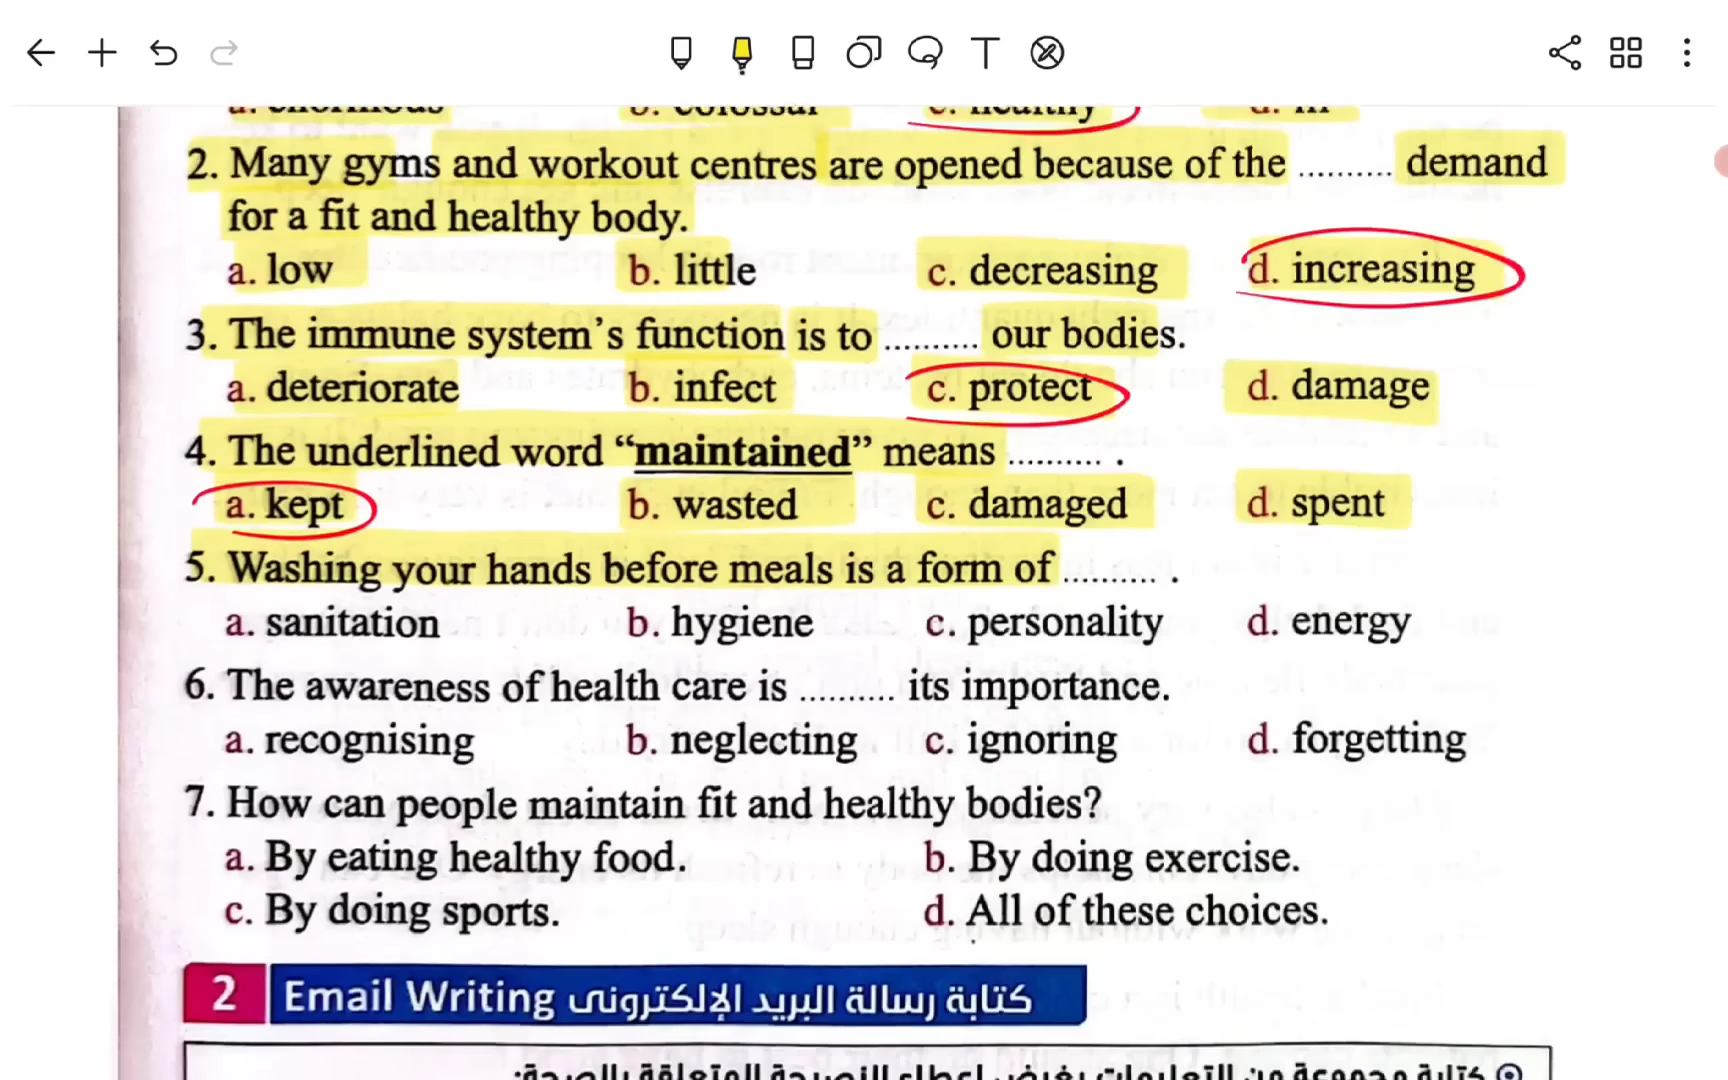 2. Many gyms and workout centres are opened because of the .......... demand
for a fit and healthy body.
a. low b. little c. decreasing d. increasing
3. The immune system's function is to .......... our bodies.
a. deteriorate b. infect c. protect d. damage
4. The underlined word “maintained” means .......... .
a. kept b. wasted c. damaged d. spent
5. Washing your hands before meals is a form of .......... .
a. sanitation b. hygiene c. personality d. energy
6. The awareness of health care is .......... its importance.
a. recognising b. neglecting c. ignoring d. forgetting
7. How can people maintain fit and healthy bodies?
a. By eating healthy food. b. By doing exercise.
c. By doing sports. d. All of these choices.
2 Email Writing كتابة رسالة البريد الإلكترونى